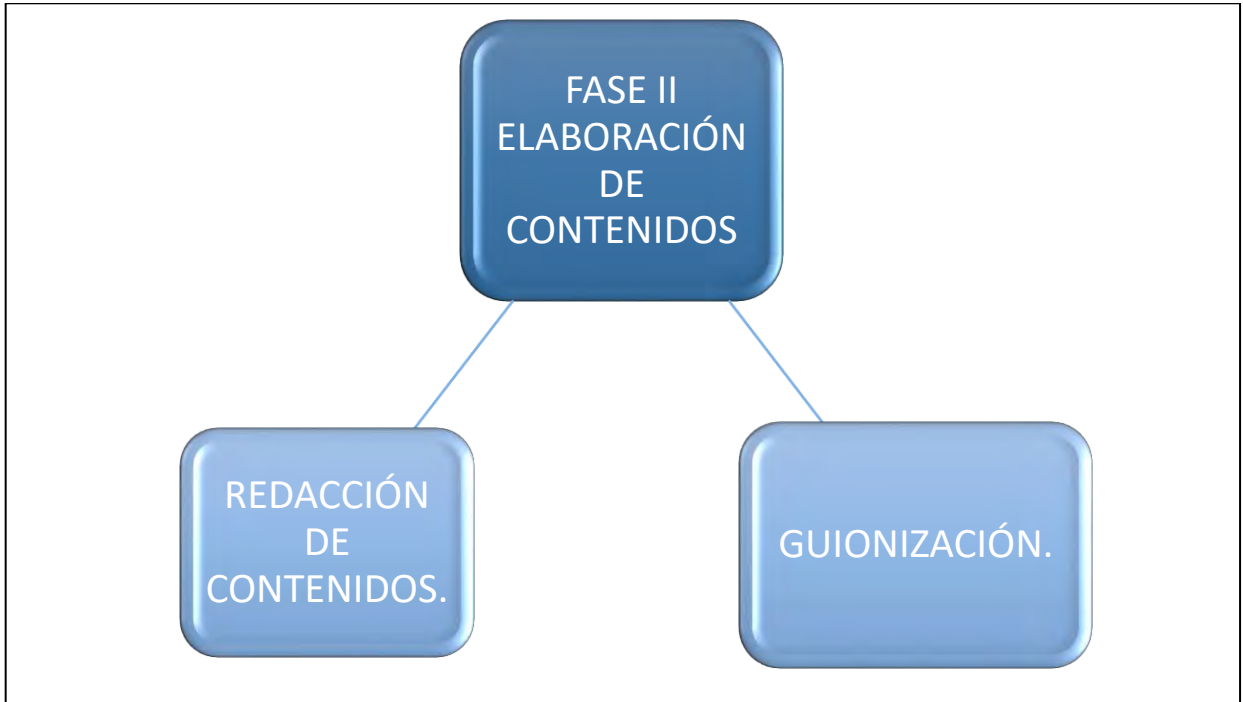 FASE II
ELABORACIÓN
DE
CONTENIDOS
REDACCIÓN
DE
CONTENIDOS.
GUIONIZACIÓN.